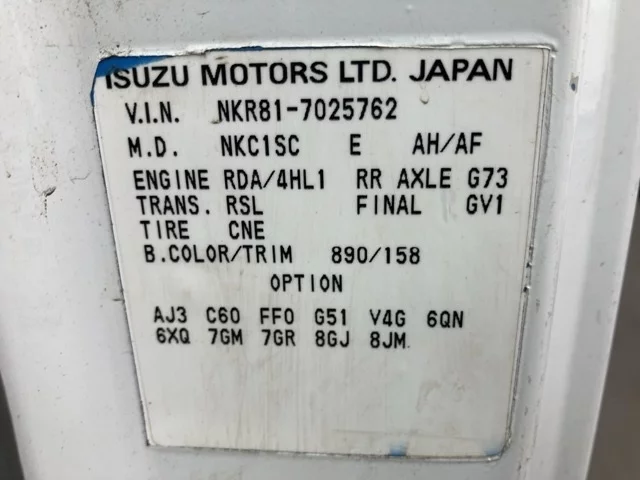 ISUZU MOTORS LTD. JAPAN
V.I.N. NKR81-7025762
M.D. NKC1SC E AH/AF
ENGINE RDA/4HL1 RR AXLE G73
TRANS. RSL FINAL GV1
TIRE CNE
B.COLOR/TRIM 890/158
OPTION
AJ3 C60 FF0 G51 V4G 6QN
6XQ 7GM 7GR 8GJ 8JM